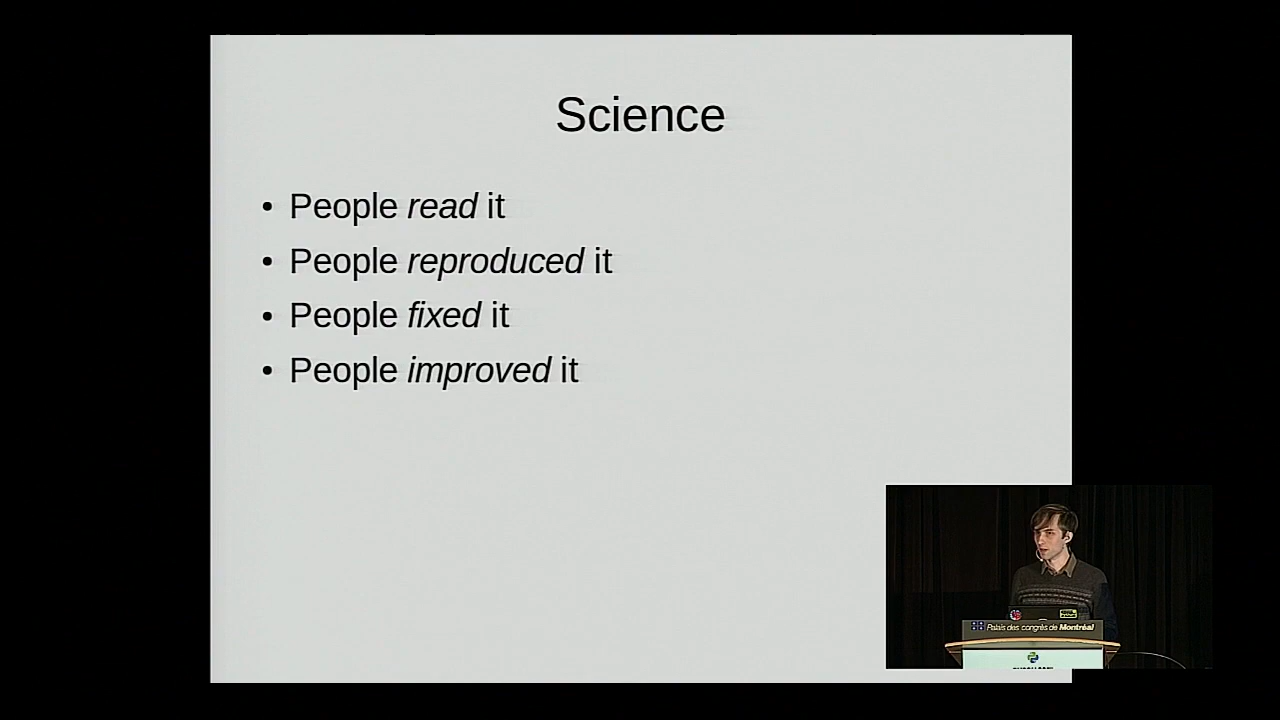 Science
• People read it
• People reproduced it
• People fixed it
• People improved it
Palais des congrès de Montréal